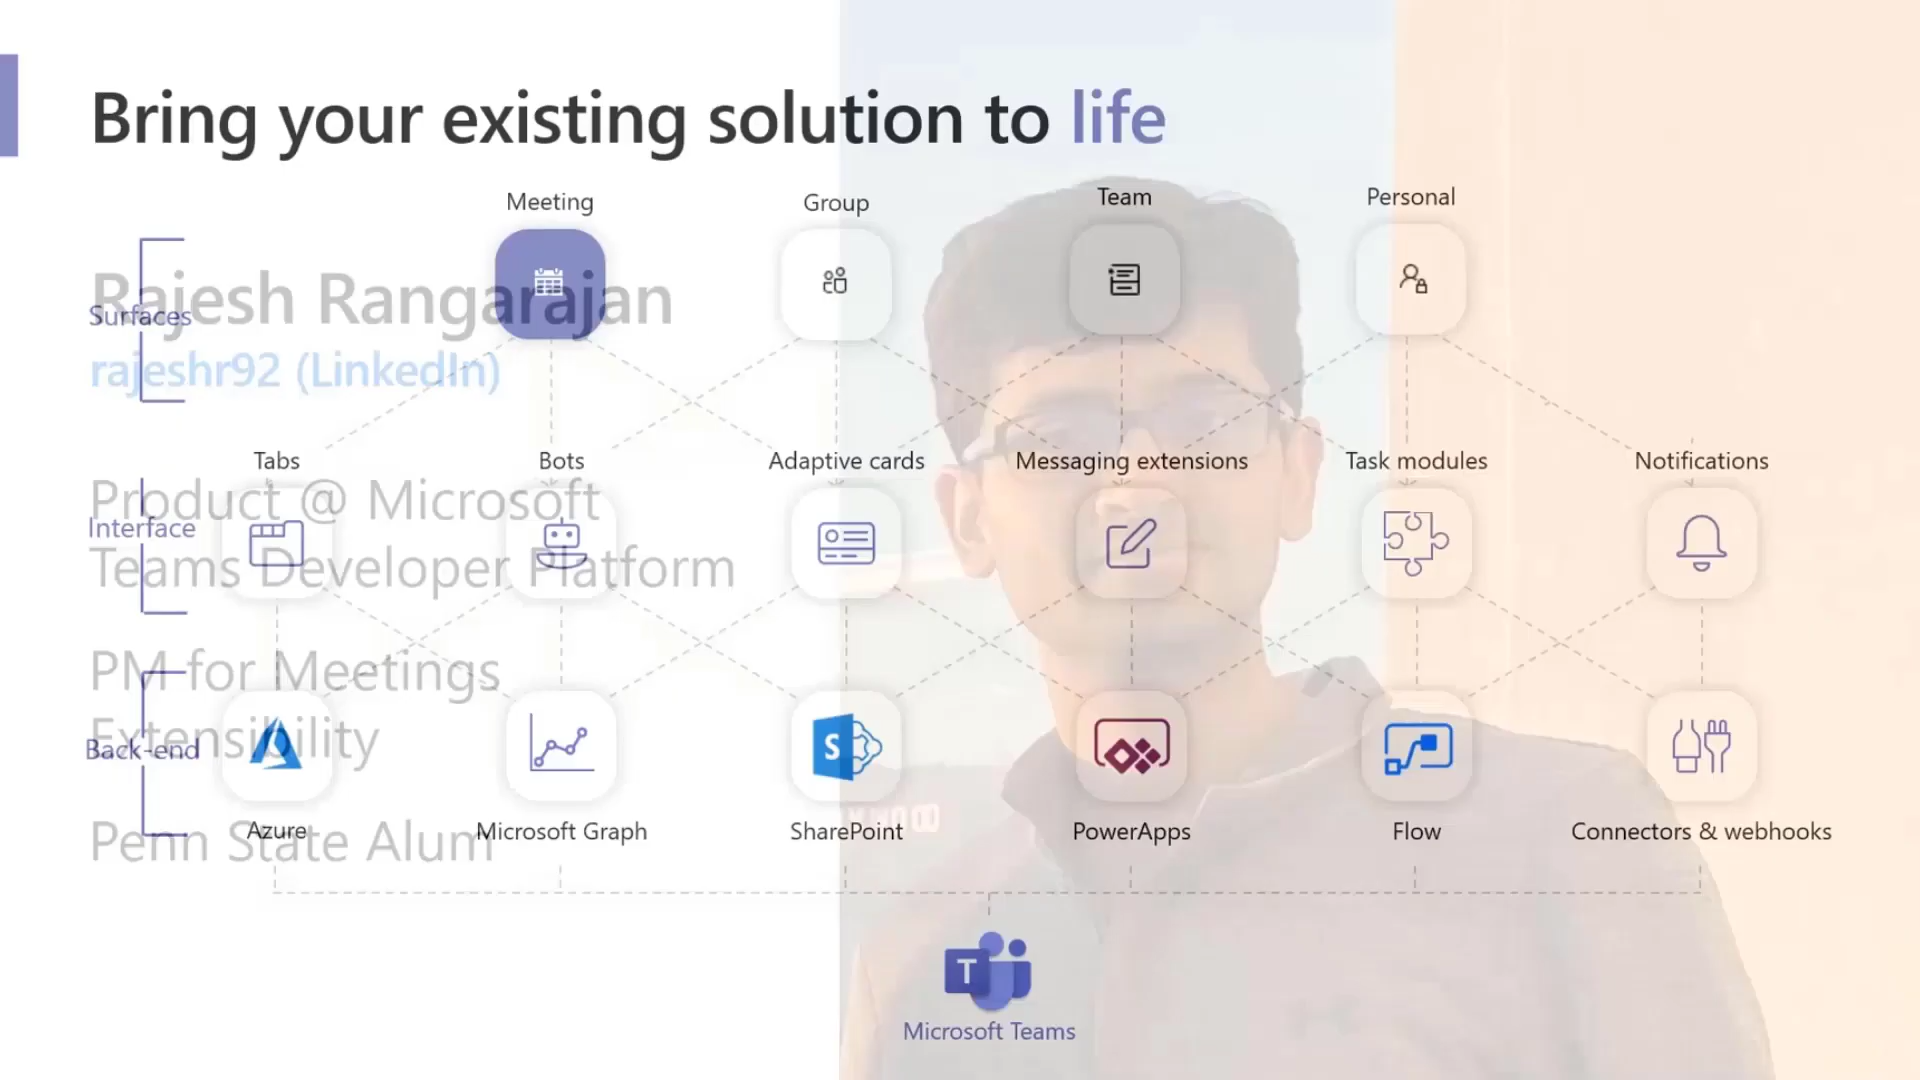 Bring your existing solution to life
Meeting
Group
Team
Personal
Rajesh Rangarajan
Surfaces
rajeshr92 (LinkedIn)
Tabs
Bots
Adaptive cards
Messaging extensions
Task modules
Notifications
Product @ Microsoft
Interface
Teams Developer Platform
PM for Meetings
Extensibility
Back-end
S
Azure
Microsoft Graph
SharePoint
PowerApps
Flow
Connectors & webhooks
Penn State Alum
T
Microsoft Teams